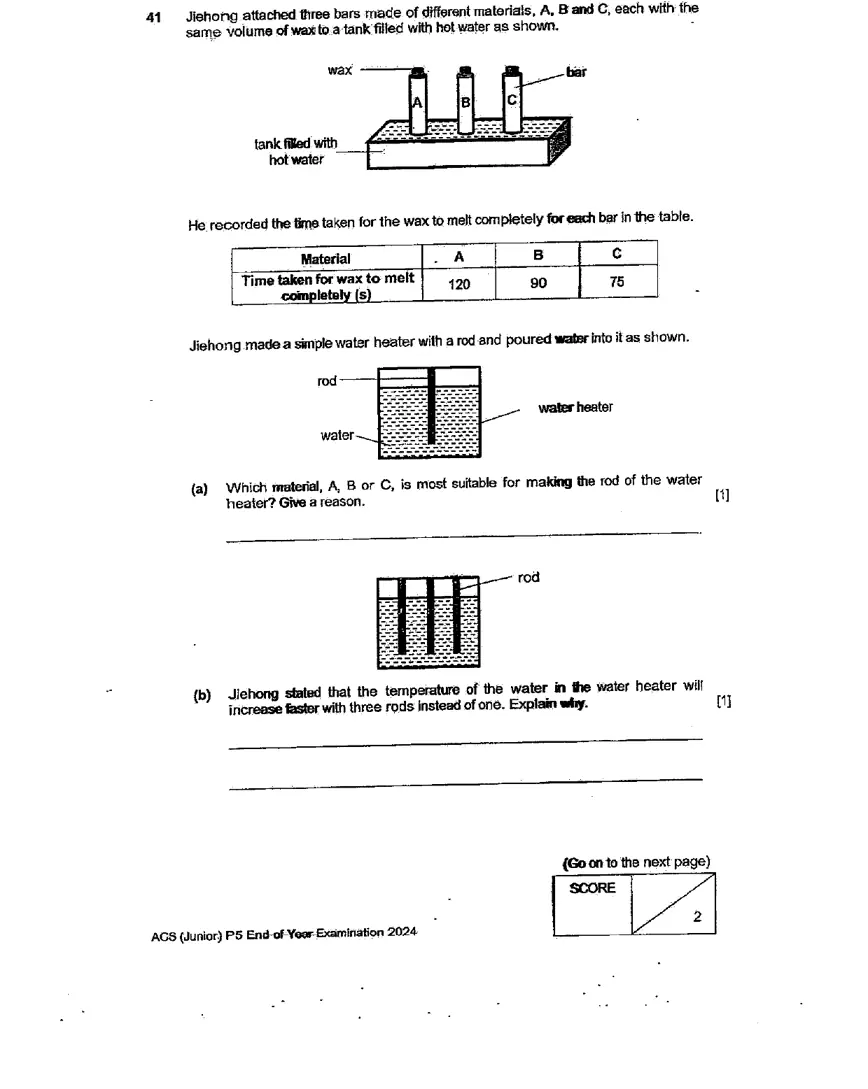 41 Jiehong attached three bars made of different materials, A, B and C, each with the
same volume of wax to a tank filled with hot water as shown.
wax
bar
A B C
tank filled with
hot water
He recorded the time taken for the wax to melt completely for each bar in the table.
Material A B C
Time taken for wax to melt
completely (s) 120 90 75
Jiehong made a simple water heater with a rod and poured water into it as shown.
rod
water heater
water
(a) Which material, A, B or C, is most suitable for making the rod of the water
heater? Give a reason. [1]
rod
(b) Jiehong stated that the temperature of the water in the water heater will
increase faster with three rods instead of one. Explain why. [1]
(Go on to the next page)
SCORE
2
ACS (Junior) P5 End of Year Examination 2024